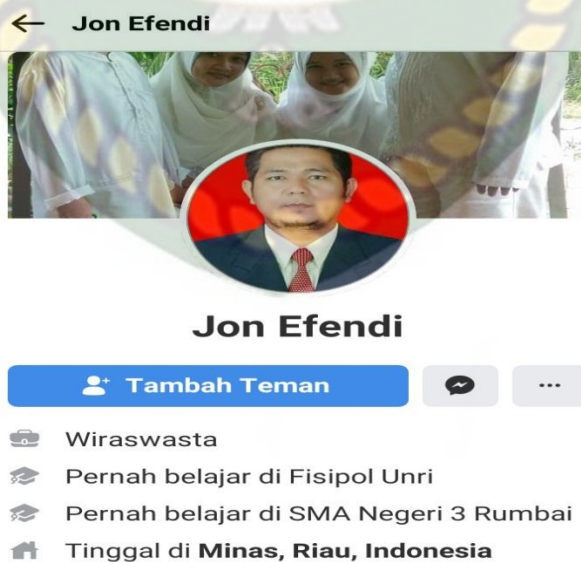 Jon Efendi
Jon Efendi
Tambah Teman
Wiraswasta
Pernah belajar di Fisipol Unri
Pernah belajar di SMA Negeri 3 Rumbai
Tinggal di Minas, Riau, Indonesia